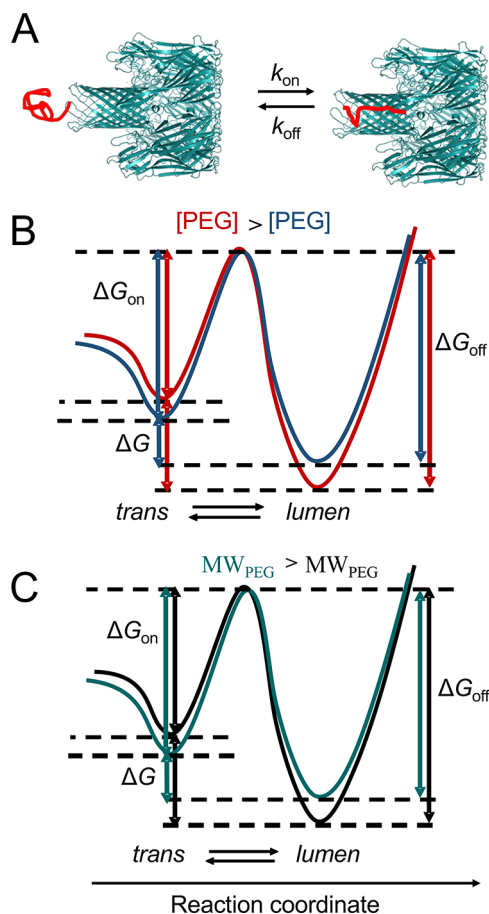 A
k_on
k_off
B
[PEG] > [PEG]
ΔG_on
ΔG_off
ΔG
trans
lumen
C
MW_PEG > MW_PEG
ΔG_on
ΔG_off
ΔG
trans
lumen
Reaction coordinate